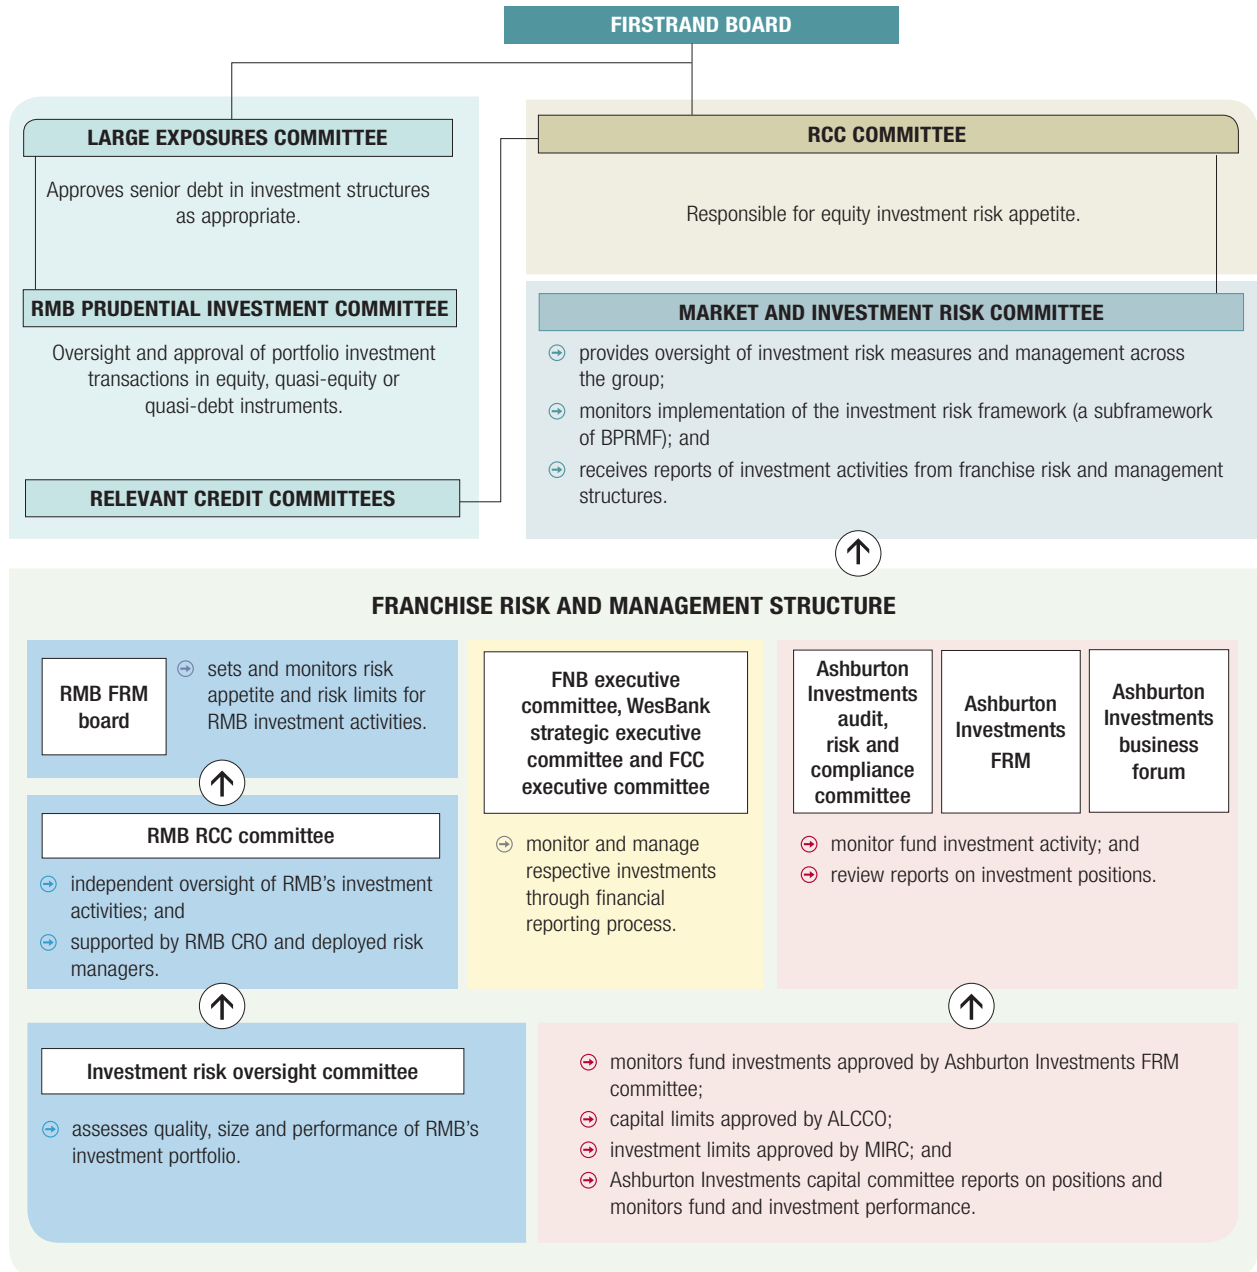 FIRSTRAND BOARD
LARGE EXPOSURES COMMITTEE
Approves senior debt in investment structures
as appropriate.
RMB PRUDENTIAL INVESTMENT COMMITTEE
Oversight and approval of portfolio investment
transactions in equity, quasi-equity or
quasi-debt instruments.
RELEVANT CREDIT COMMITTEES
RCC COMMITTEE
Responsible for equity investment risk appetite.
MARKET AND INVESTMENT RISK COMMITTEE
provides oversight of investment risk measures and management across
the group;
monitors implementation of the investment risk framework (a subframework
of BPRMF); and
receives reports of investment activities from franchise risk and management
structures.
FRANCHISE RISK AND MANAGEMENT STRUCTURE
RMB FRM
board
sets and monitors risk
appetite and risk limits for
RMB investment activities.
RMB RCC committee
independent oversight of RMB's investment
activities; and
supported by RMB CRO and deployed risk
managers.
Investment risk oversight committee
assesses quality, size and performance of RMB's
investment portfolio.
FNB executive
committee, WesBank
strategic executive
committee and FCC
executive committee
monitor and manage
respective investments
through financial
reporting process.
Ashburton
Investments
audit,
risk and
compliance
committee
Ashburton
Investments
FRM
Ashburton
Investments
business
forum
monitor fund investment activity; and
review reports on investment positions.
monitors fund investments approved by Ashburton Investments FRM
committee;
capital limits approved by ALCCO;
investment limits approved by MIRC; and
Ashburton Investments capital committee reports on positions and
monitors fund and investment performance.